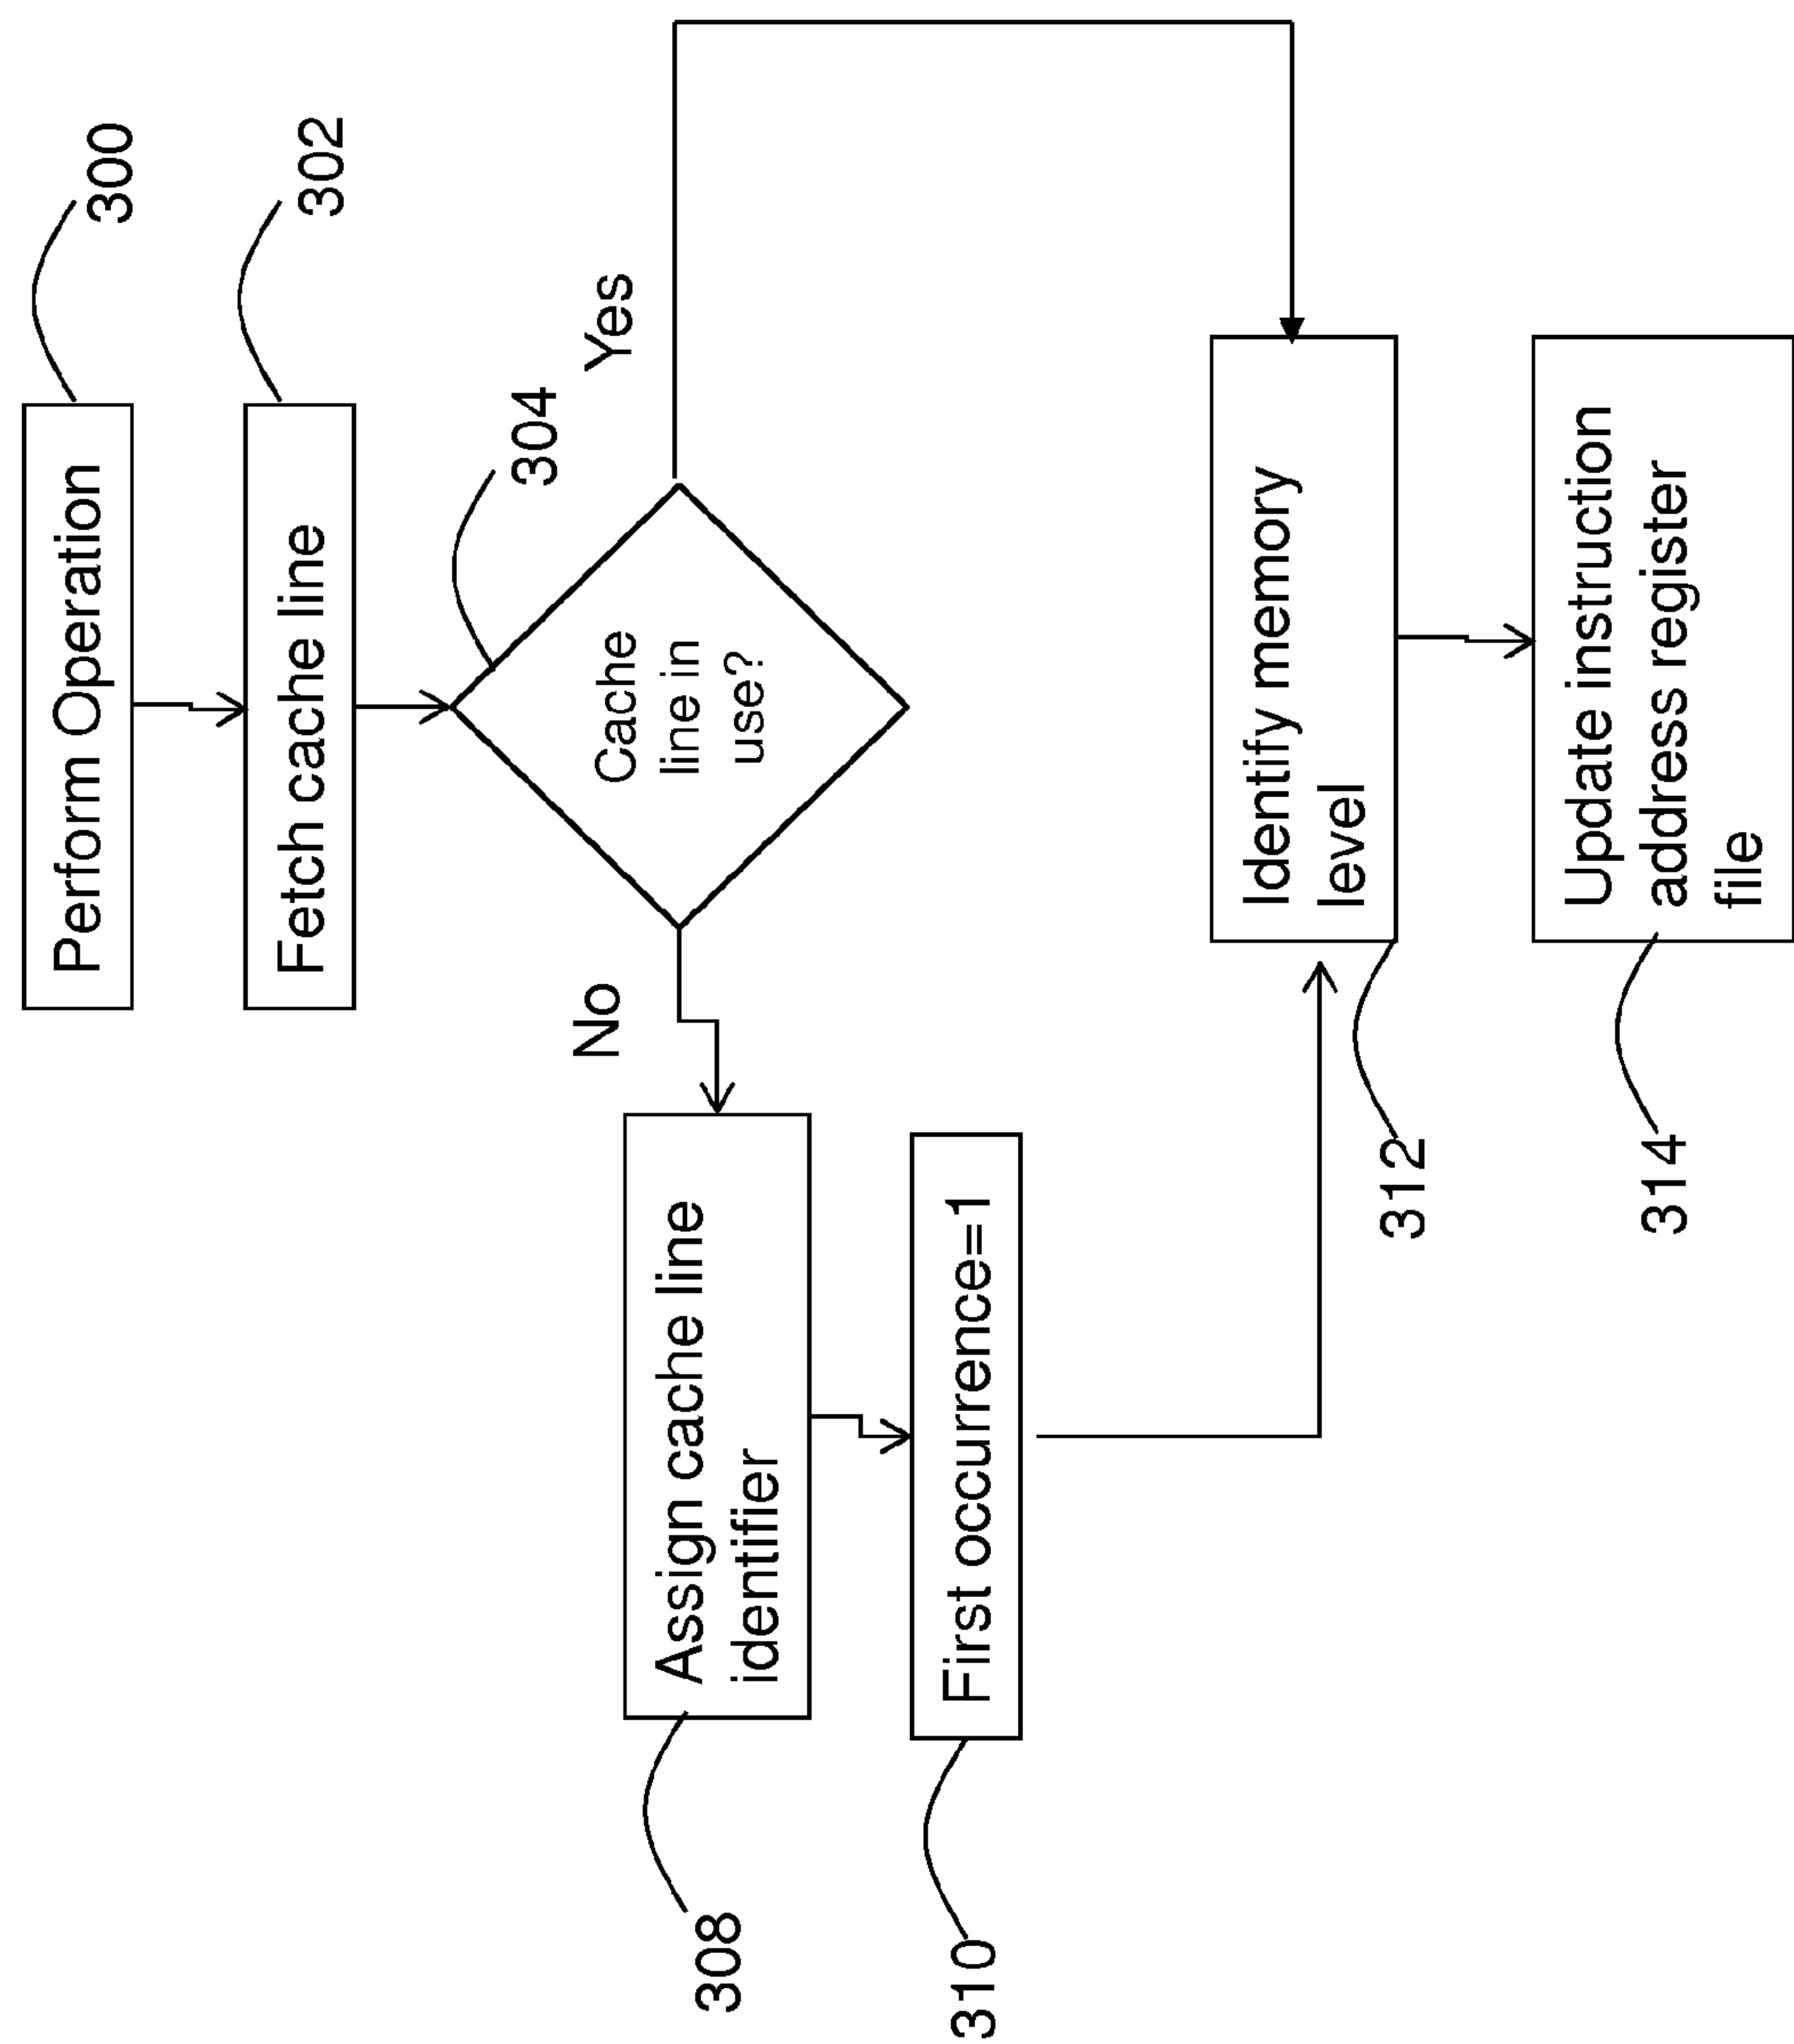 Perform Operation
300
Fetch cache line
302
304
Cache
line in
use?
Yes
No
Assign cache line
identifier
308
First occurrence=1
310
Identify memory
level
312
Update instruction
address register
file
314